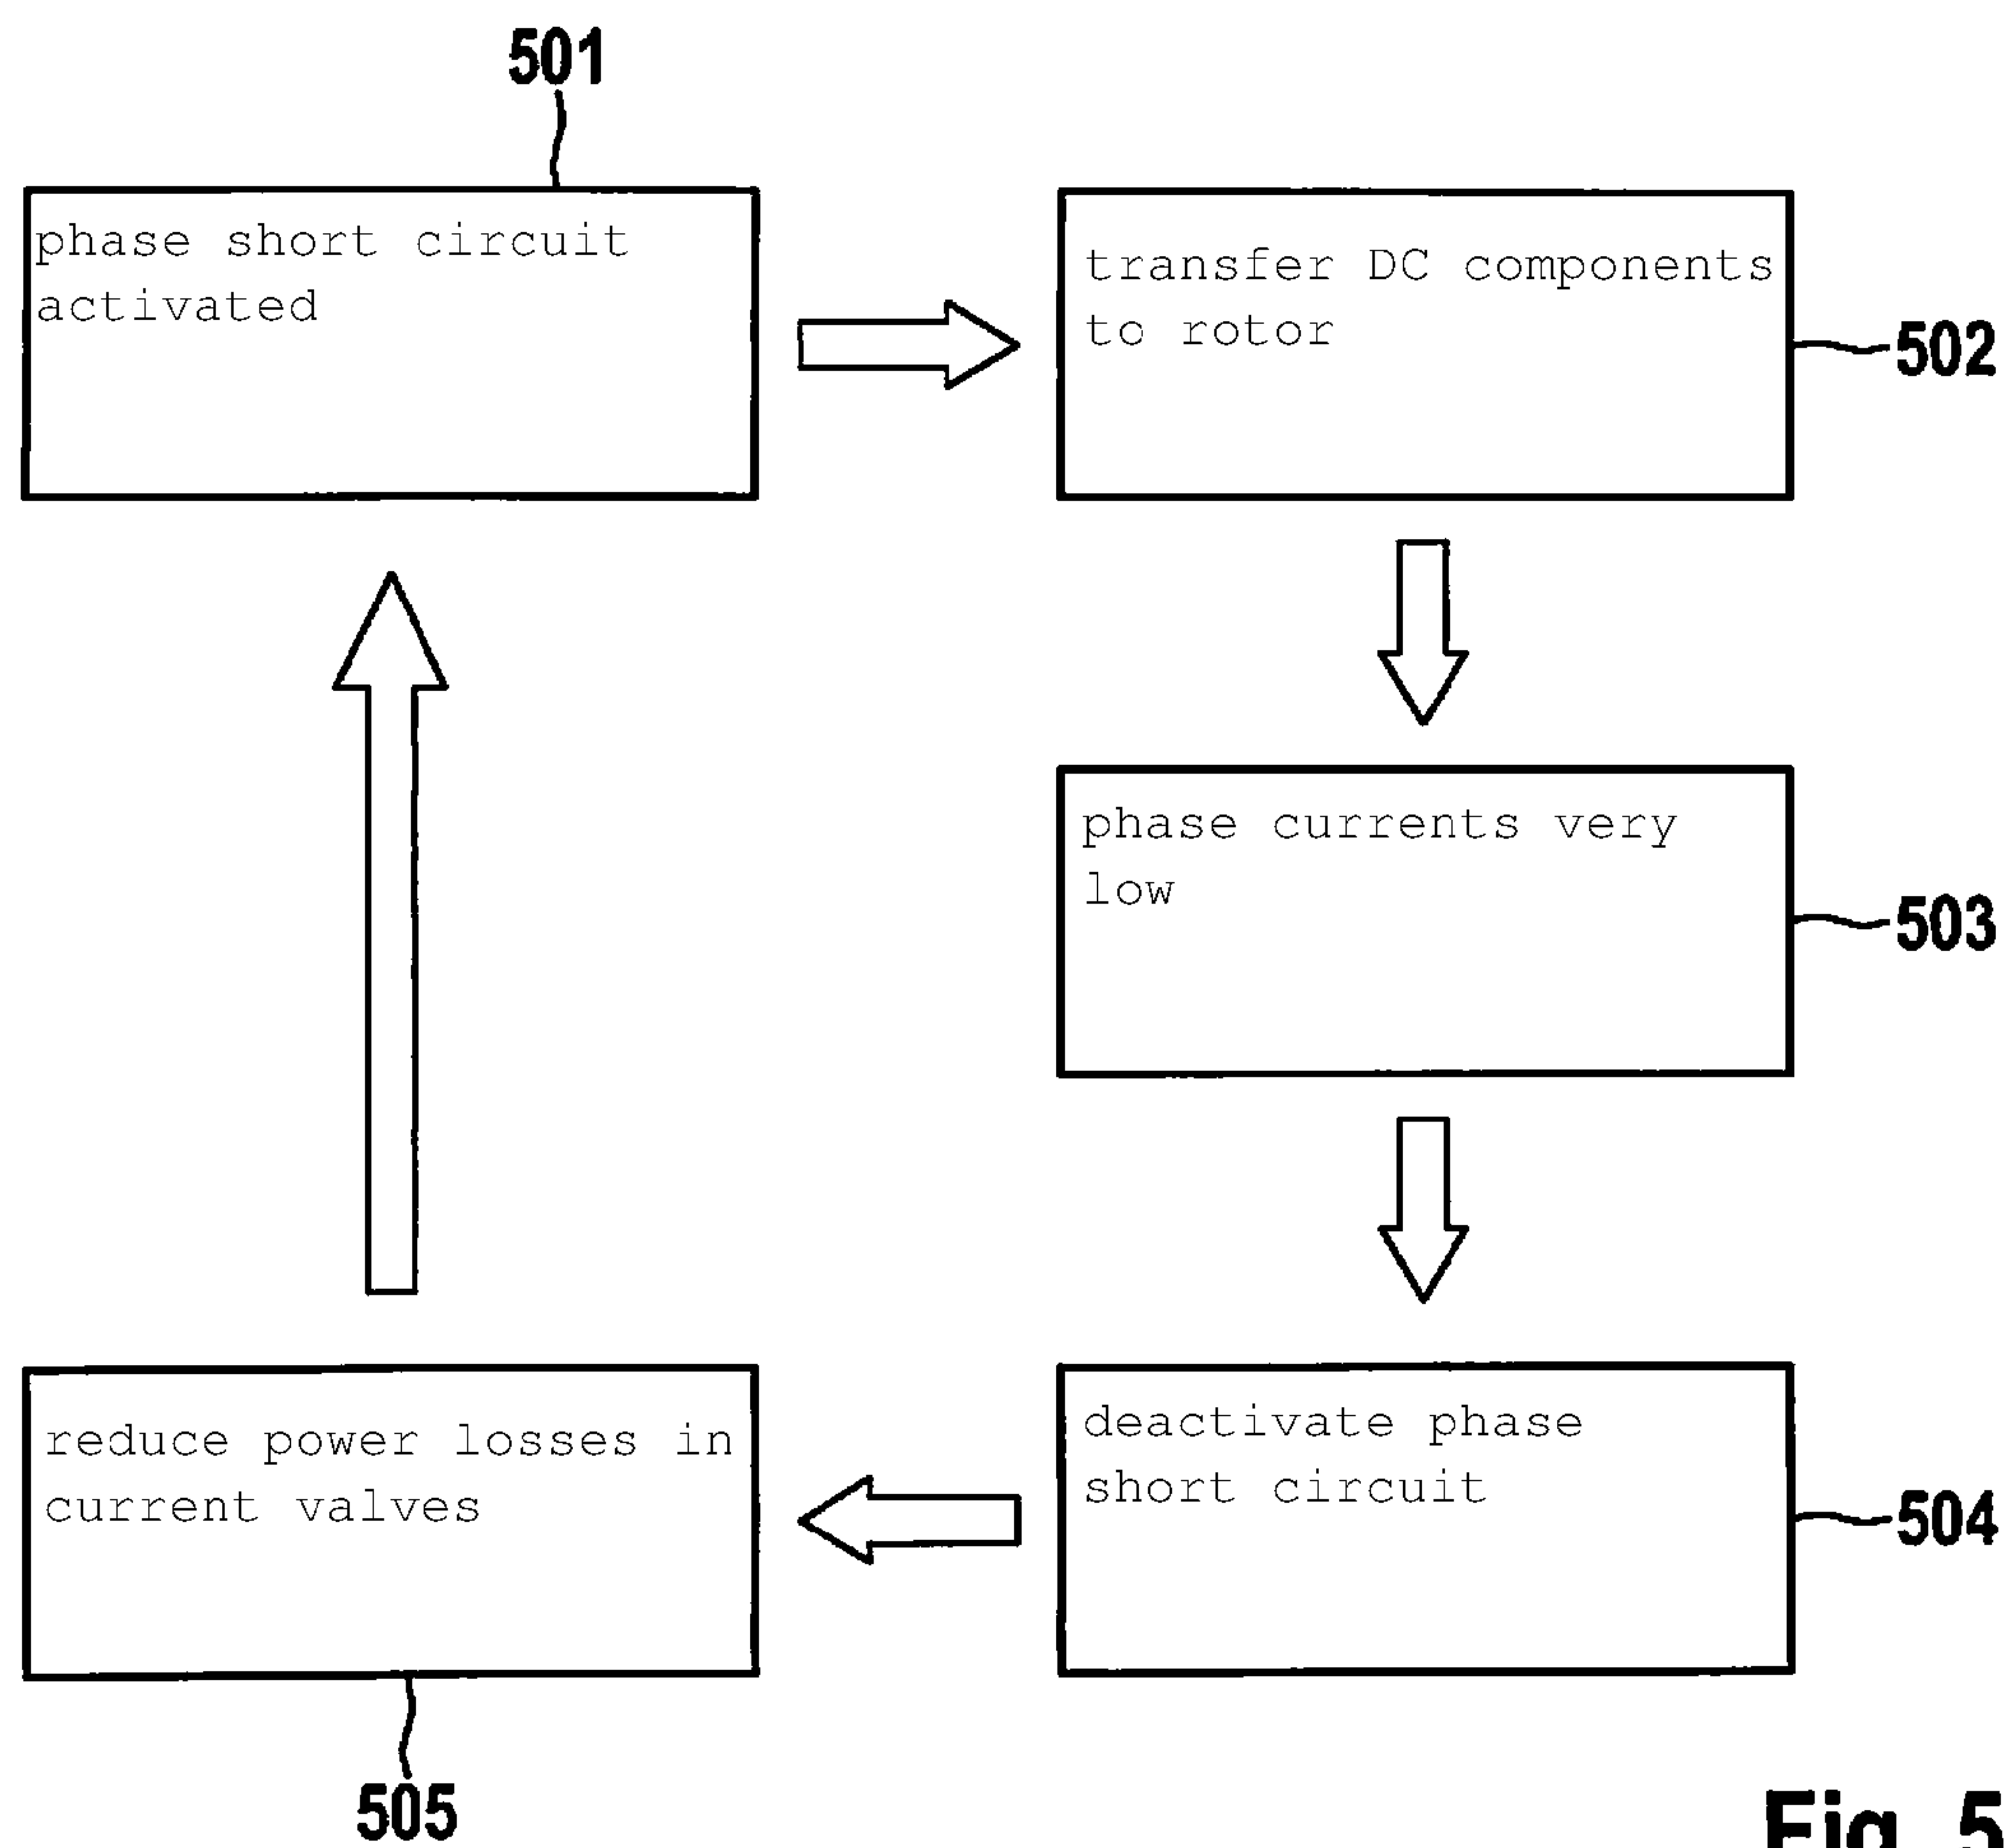 501
phase short circuit
activated
transfer DC components
to rotor
502
phase currents very
low
503
deactivate phase
short circuit
504
reduce power losses in
current valves
505
Fig. 5